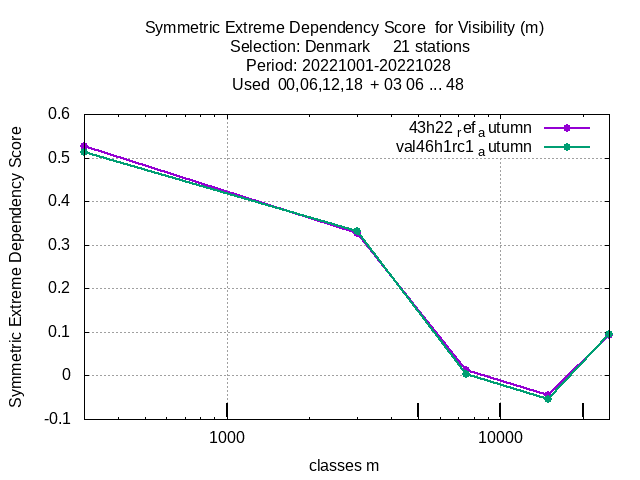 Symmetric Extreme Dependency Score for Visibility (m)
Selection: Denmark 21 stations
Period: 20221001-20221028
Used 00,06,12,18 + 03 06 ... 48
Symmetric Extreme Dependency Score
0.6
0.5
0.4
0.3
0.2
0.1
0
-0.1
43h22 ref a utumn
val46h1rc1 a utumn
1000
10000
classes m